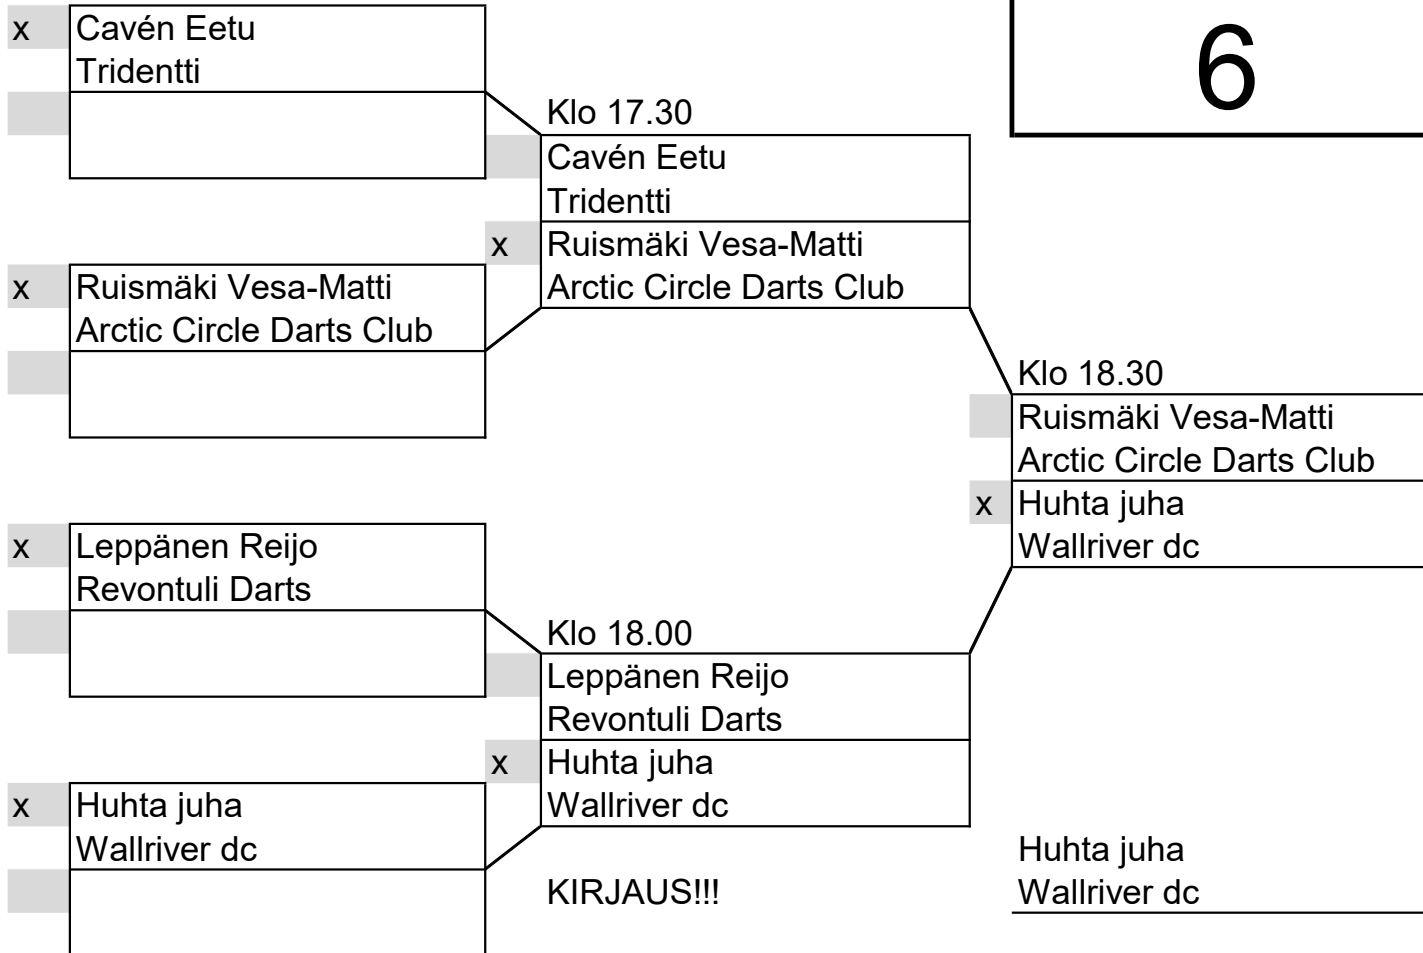 x Cavén Eetu
Tridentti
x Ruismäki Vesa-Matti
Arctic Circle Darts Club
x Leppänen Reijo
Revontuli Darts
x Huhta juha
Wallriver dc
Klo 17.30
Cavén Eetu
Tridentti
x Ruismäki Vesa-Matti
Arctic Circle Darts Club
Klo 18.00
Leppänen Reijo
Revontuli Darts
x Huhta juha
Wallriver dc
KIRJAUS!!!
6
Klo 18.30
Ruismäki Vesa-Matti
Arctic Circle Darts Club
x Huhta juha
Wallriver dc
Huhta juha
Wallriver dc